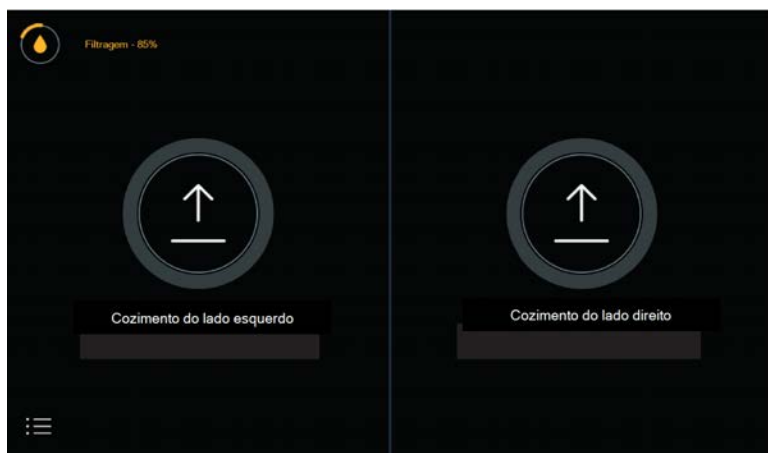 Filtragem - 85%
Cozimento do lado esquerdo
Cozimento do lado direito